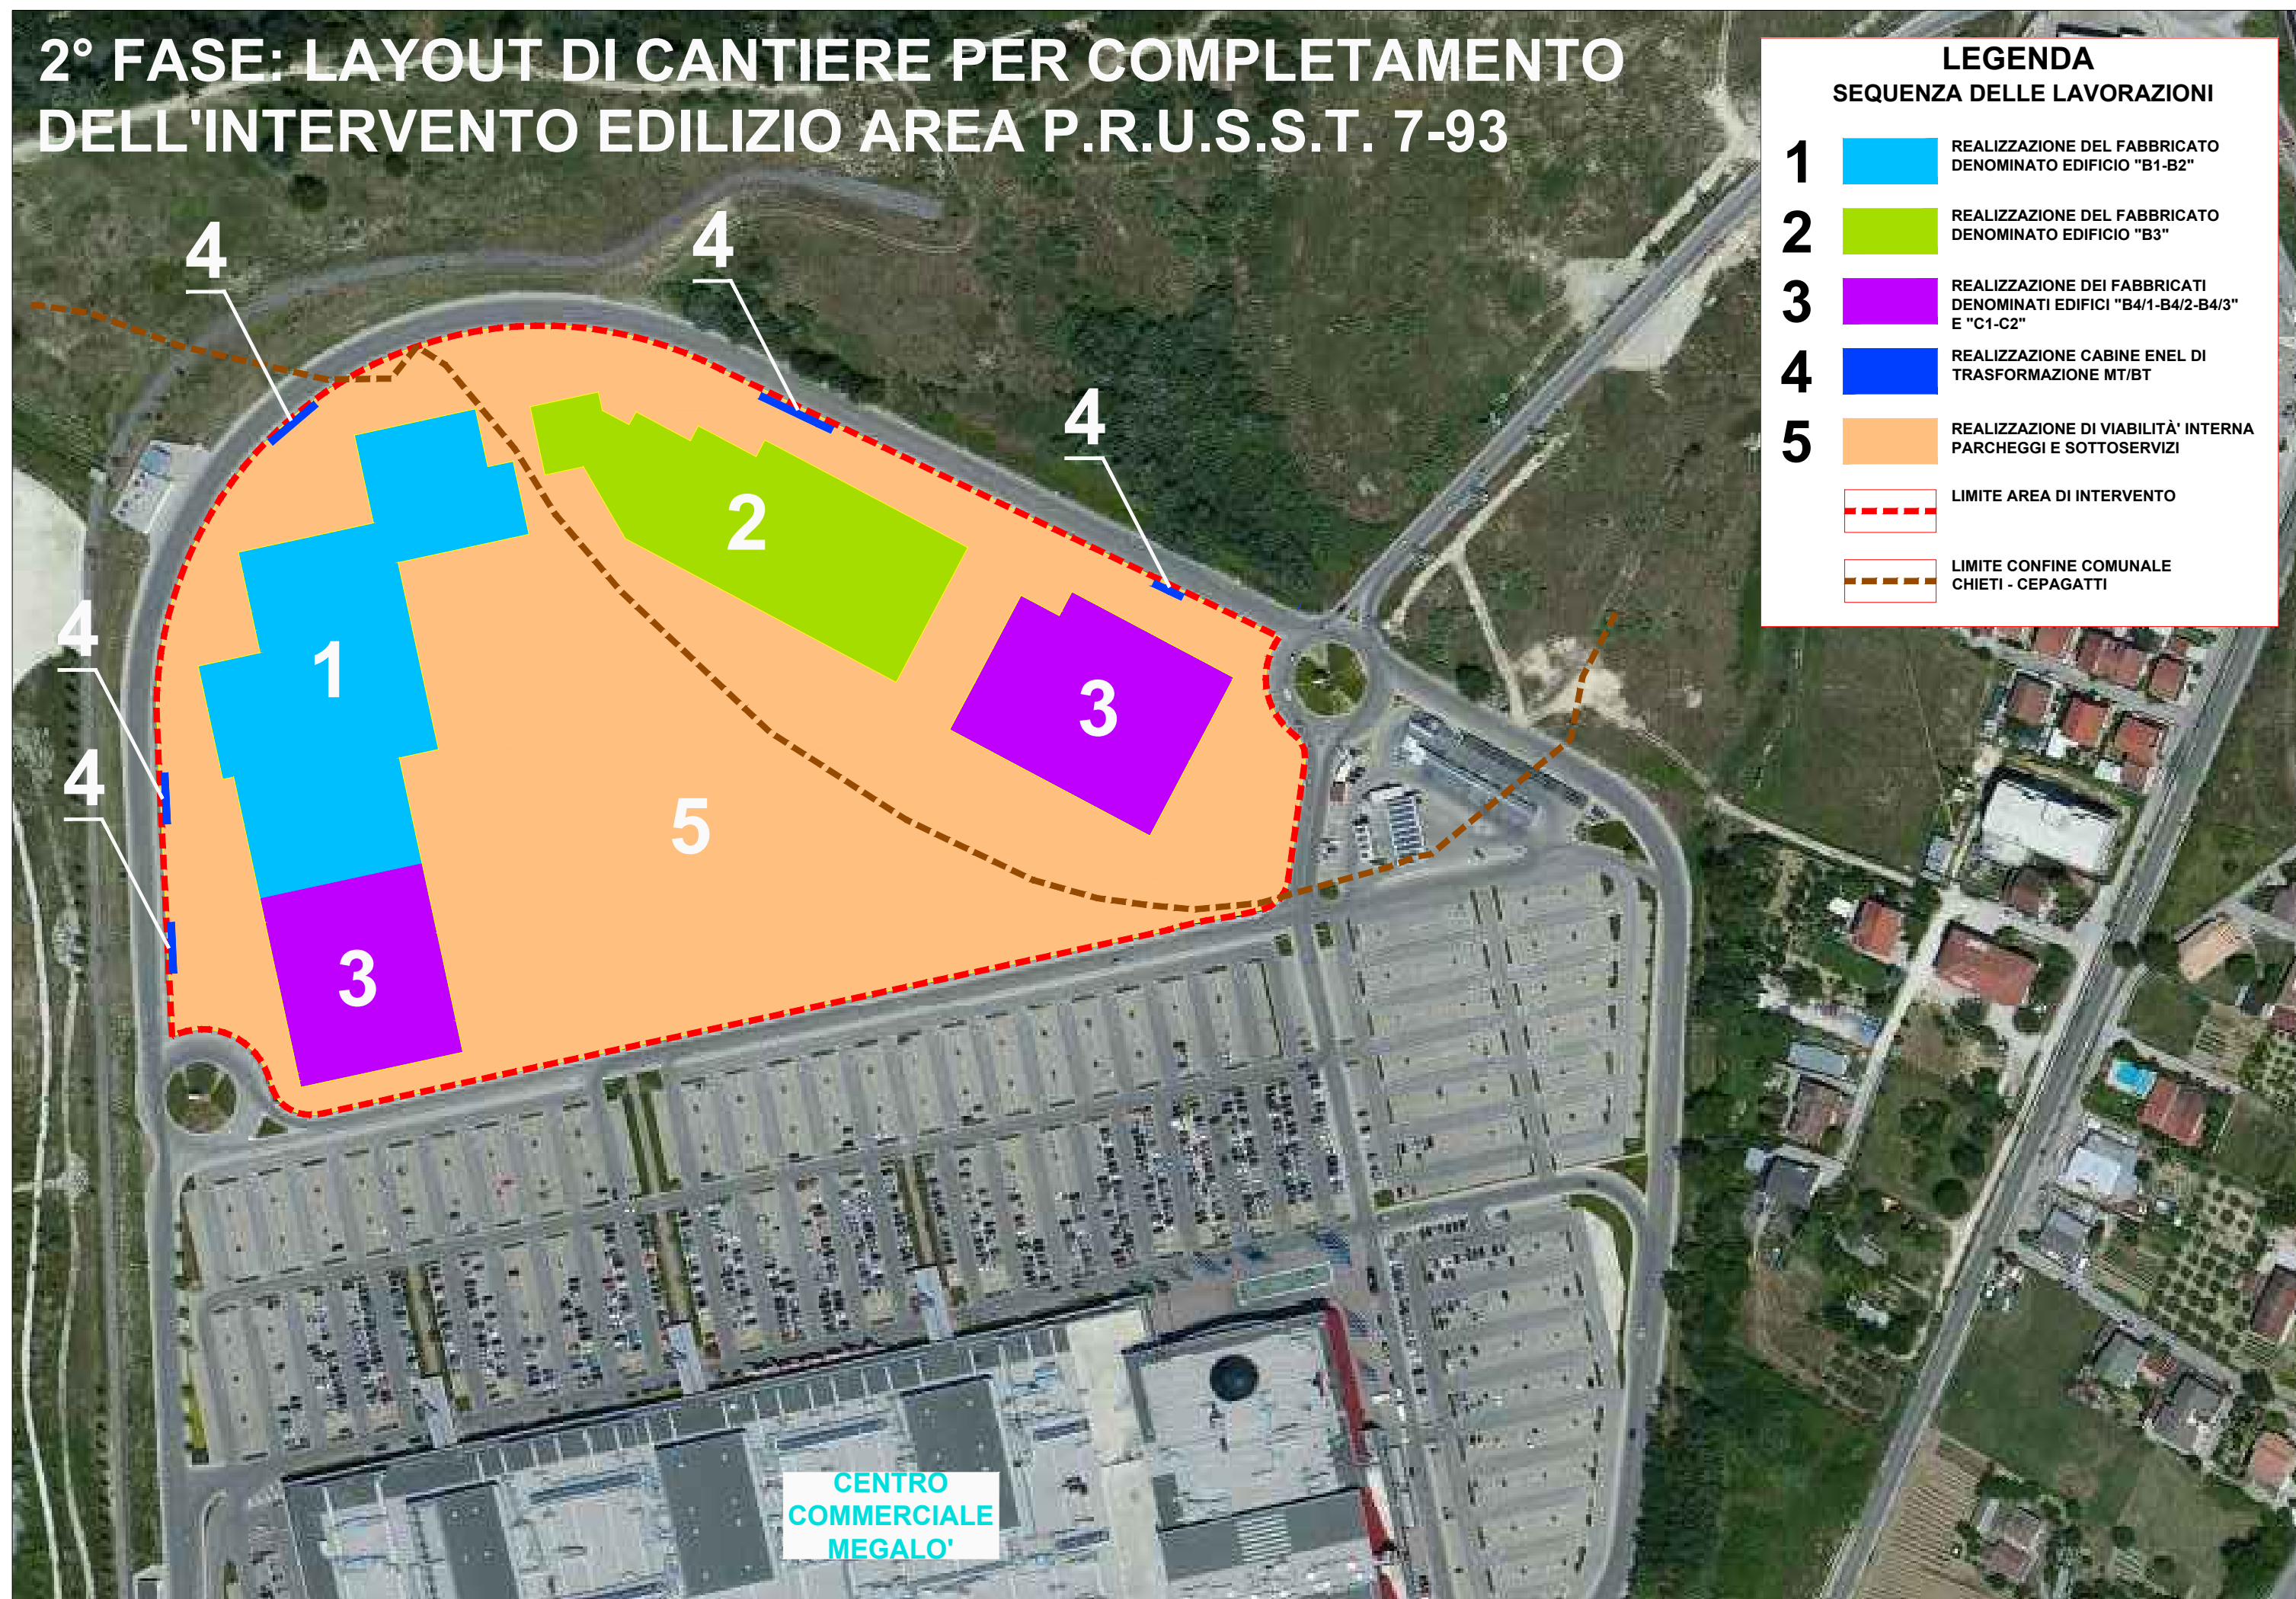 2° FASE: LAYOUT DI CANTIERE PER COMPLETAMENTO
DELL'INTERVENTO EDILIZIO AREA P.R.U.S.S.T. 7-93
LEGENDA
SEQUENZA DELLE LAVORAZIONI
1
REALIZZAZIONE DEL FABBRICATO
DENOMINATO EDIFICIO "B1-B2"
2
REALIZZAZIONE DEL FABBRICATO
DENOMINATO EDIFICIO "B3"
3
REALIZZAZIONE DEI FABBRICATI
DENOMINATI EDIFICI "B4/1-B4/2-B4/3"
E "C1-C2"
4
REALIZZAZIONE CABINE ENEL DI
TRASFORMAZIONE MT/BT
5
REALIZZAZIONE DI VIABILITÀ' INTERNA
PARCHEGGI E SOTTOSERVIZI
LIMITE AREA DI INTERVENTO
LIMITE CONFINE COMUNALE
CHIETI - CEPAGATTI
4
4
4
2
4
1
3
4
5
3
CENTRO
COMMERCIALE
MEGALO'